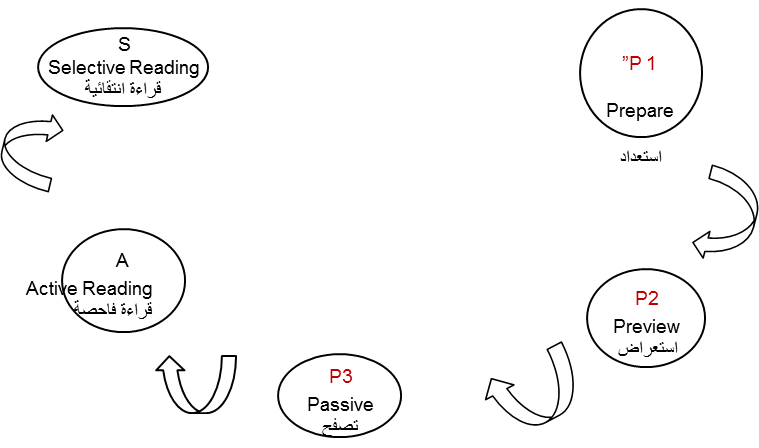 ”P 1
Prepare
استعداد
P2
Preview
استعراض
P3
Passive
تصفح
A
Active Reading
قراءة فاحصة
S
Selective Reading
قراءة انتقائية